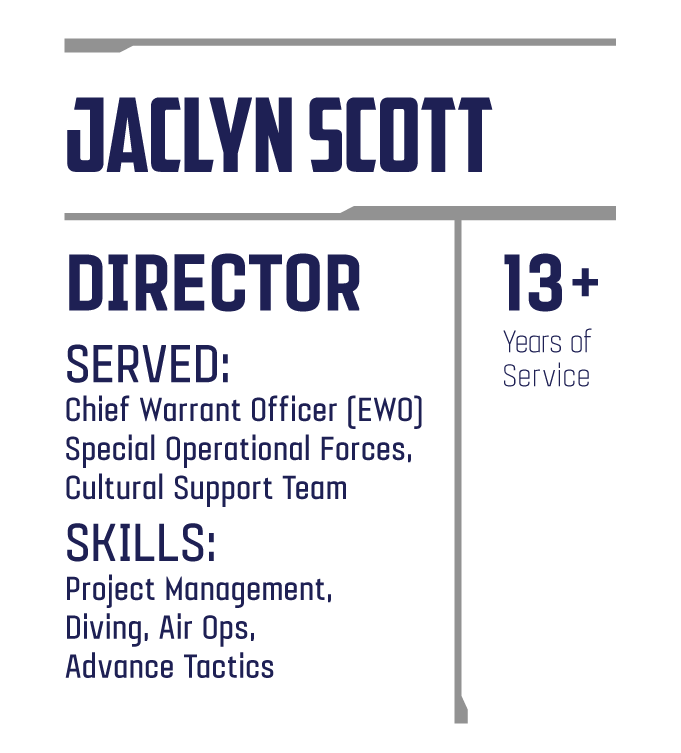 JACLYN SCOTT
DIRECTOR
SERVED:
Chief Warrant Officer (EWO)
Special Operational Forces,
Cultural Support Team
SKILLS:
Project Management,
Diving, Air Ops,
Advance Tactics
13+
Years of
Service